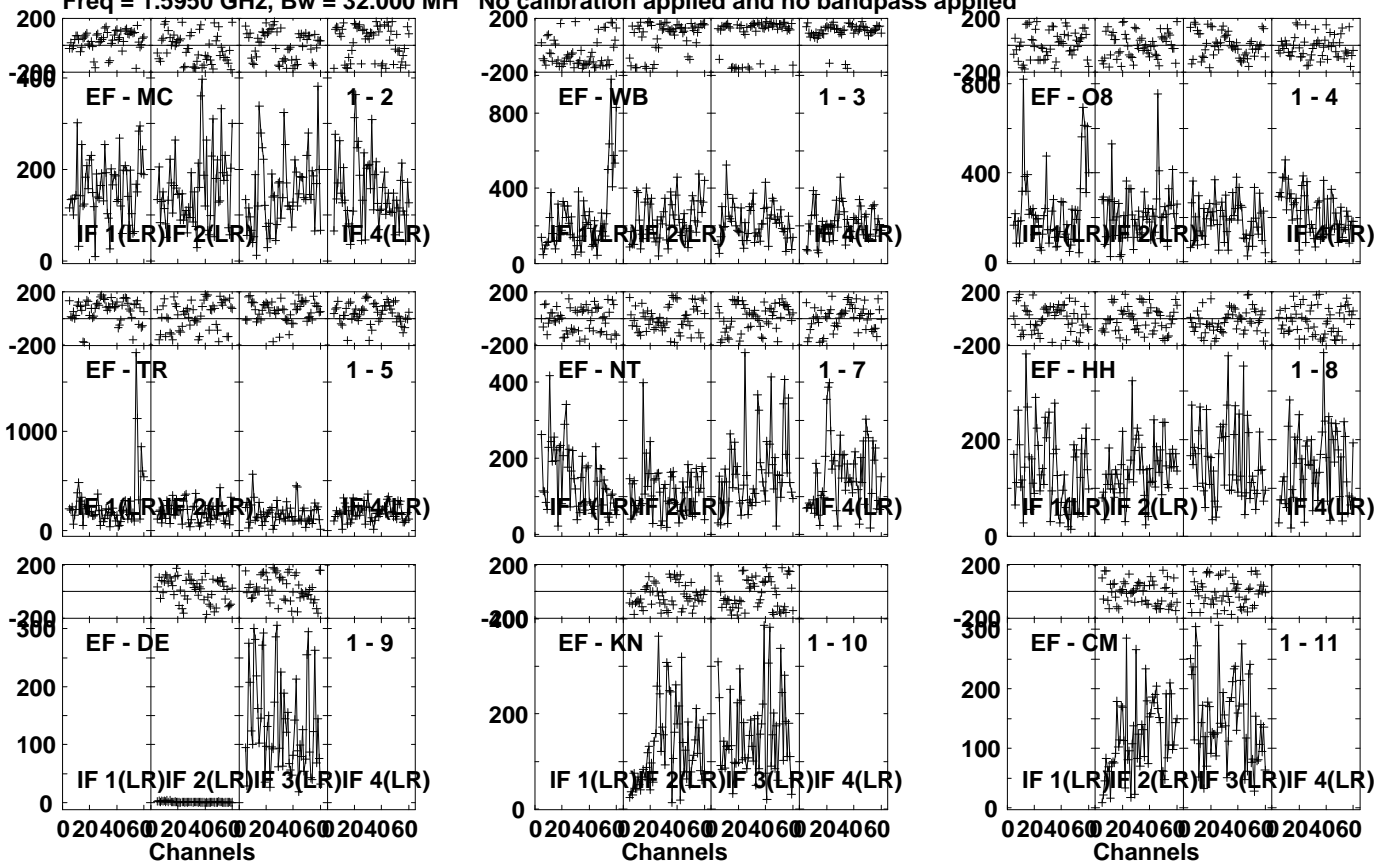 Freq = 1.5950 GHz, Bw = 32.000 MH No calibration applied and no bandpass applied
200
-200
400
200
0
EF - MC
1 - 2
IF 1(LR)
IF 2(LR)
IF 4(LR)
200
-200
800
400
0
EF - WB
1 - 3
IF 1(LR)
IF 2(LR)
IF 4(LR)
200
-200
800
400
200
0
EF - O8
1 - 4
IF 1(LR)
IF 2(LR)
IF 4(LR)
200
-200
1000
0
EF - TR
1 - 5
IF 1(LR)
IF 2(LR)
IF 4(LR)
200
-200
400
200
0
EF - NT
1 - 7
IF 1(LR)
IF 2(LR)
IF 4(LR)
200
-200
200
0
EF - HH
1 - 8
IF 1(LR)
IF 2(LR)
IF 4(LR)
200
-200
300
200
100
0
EF - DE
1 - 9
IF 1(LR)
IF 2(LR)
IF 3(LR)
IF 4(LR)
200
-200
400
200
0
EF - KN
1 - 10
IF 1(LR)
IF 2(LR)
IF 3(LR)
IF 4(LR)
200
-200
300
200
100
0
EF - CM
1 - 11
IF 1(LR)
IF 2(LR)
IF 3(LR)
IF 4(LR)
0 20 40 60 0 20 40 60 0 20 40 60 0 20 40 60
Channels
0 20 40 60 0 20 40 60 0 20 40 60 0 20 40 60
Channels
0 20 40 60 0 20 40 60 0 20 40 60 0 20 40 60
Channels